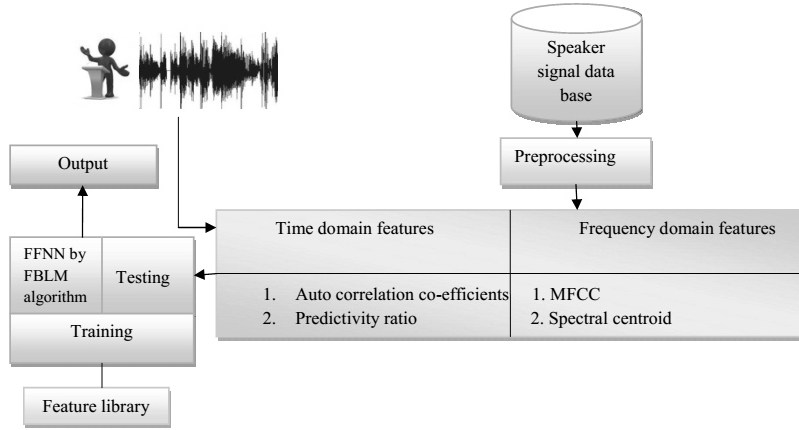 Speaker
signal data
base
Preprocessing
Output
Time domain features
Frequency domain features
FFNN by
FBLM
algorithm
Testing
Training
1. Auto correlation co-efficients
2. Predictivity ratio
1. MFCC
2. Spectral centroid
Feature library